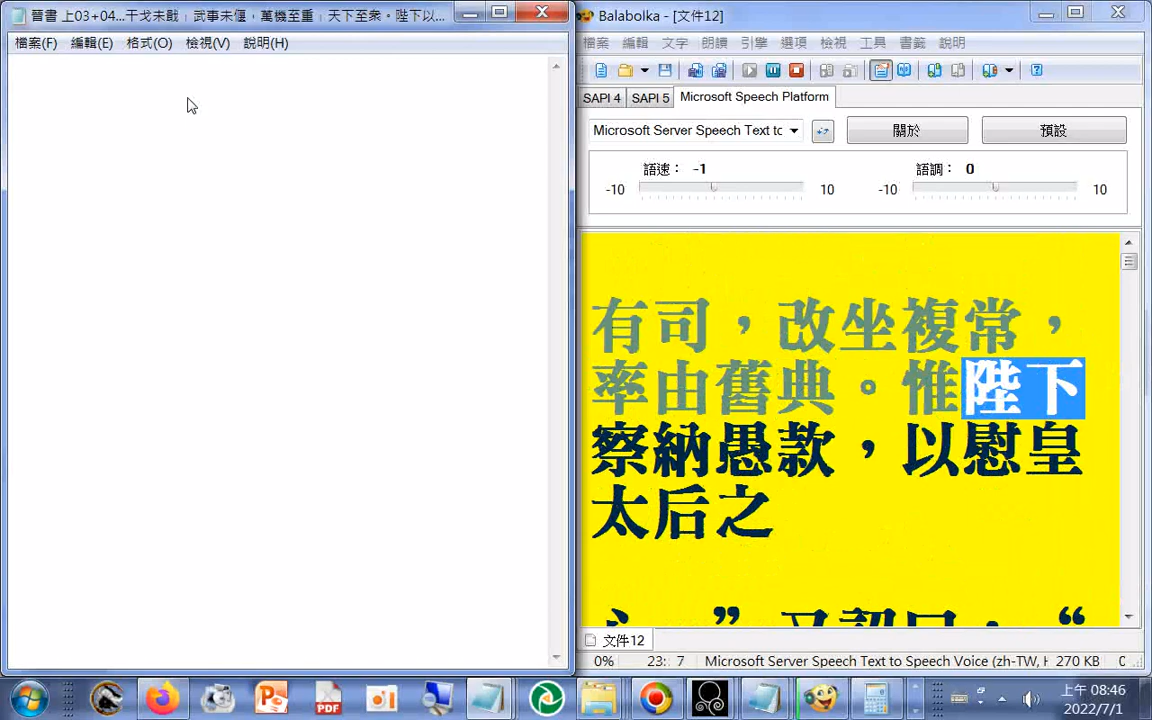 晉書 上03+04...干戈未戢﹔武事未偃，萬機至重﹔天下至衆。陛下以...
檔案(F) 編輯(E) 格式(O) 檢視(V) 說明(H)
Balabolka - [文件12]
檔案 編輯 文字 朗讀 引擎 選項 檢視 工具 書籤 說明
SAPI 4 SAPI 5 Microsoft Speech Platform
Microsoft Server Speech Text to 關於 預設
語速： -1 語調： 0
-10 10 -10 10
有司，改坐複常，
率由舊典。惟陛下
察納愚款，以慰皇
太后之
心。”又詔曰：“
文件12
0% 23: 7 Microsoft Server Speech Text to Speech Voice (zh-TW, H 270 KB
PDF
上午 08:46
2022/7/1